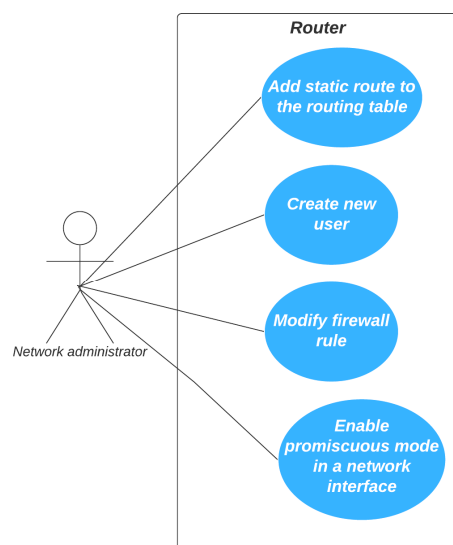 Router
Add static route to
the routing table
Create new
user
Modify firewall
rule
Network administrator
Enable
promiscuous mode
in a network
interface